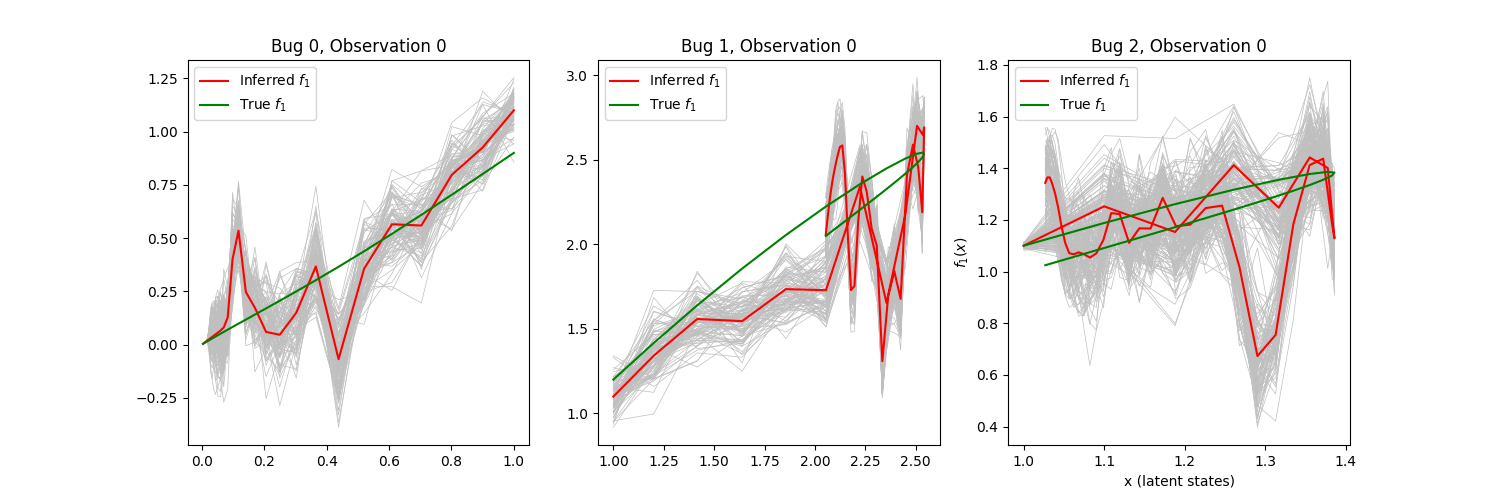 Bug 0, Observation 0
Inferred f₁
True f₁
1.25
1.00
0.75
0.50
0.25
0.00
−0.25
0.0 0.2 0.4 0.6 0.8 1.0
Bug 1, Observation 0
Inferred f₁
True f₁
3.0
2.5
2.0
1.5
1.0
1.00 1.25 1.50 1.75 2.00 2.25 2.50
Bug 2, Observation 0
Inferred f₁
True f₁
f₁(x)
1.8
1.6
1.4
1.2
1.0
0.8
0.6
0.4
1.0 1.1 1.2 1.3 1.4
x (latent states)